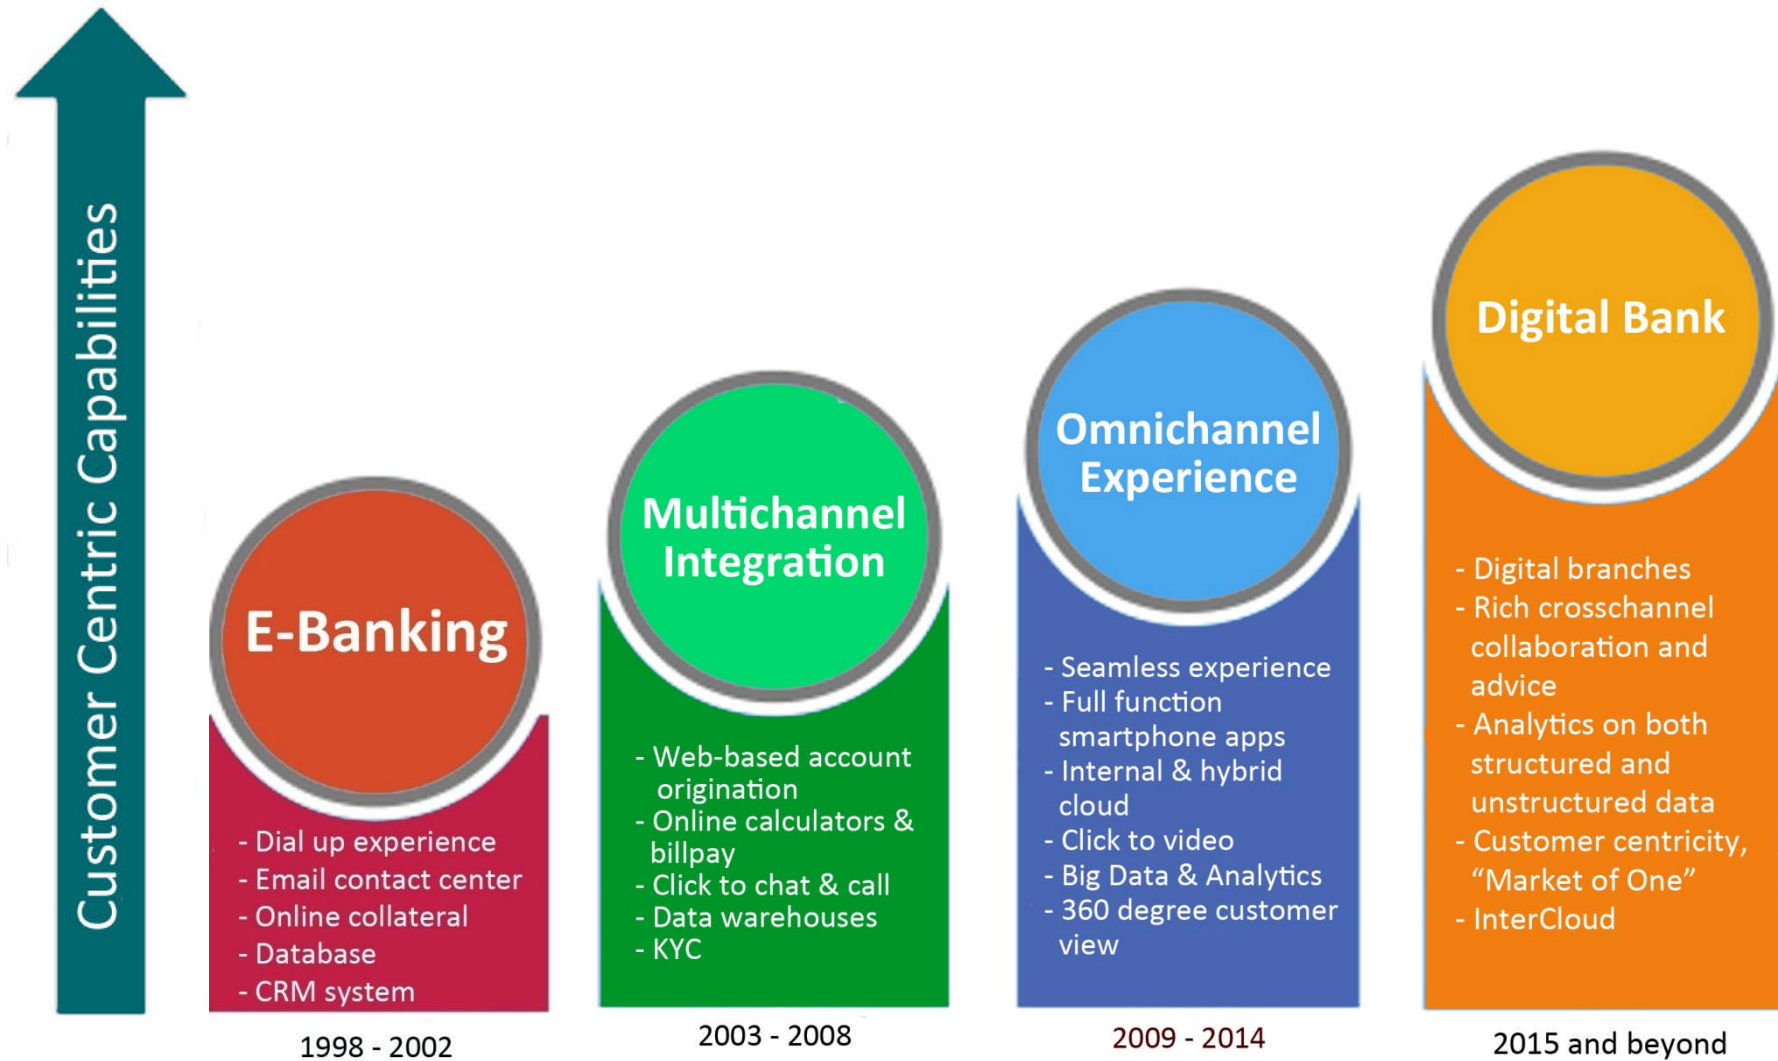 Customer Centric Capabilities
E-Banking
- Dial up experience
- Email contact center
- Online collateral
- Database
- CRM system
1998 - 2002
Multichannel
Integration
- Web-based account
origination
- Online calculators &
billpay
- Click to chat & call
- Data warehouses
- KYC
2003 - 2008
Omnichannel
Experience
- Seamless experience
- Full function
smartphone apps
- Internal & hybrid
cloud
- Click to video
- Big Data & Analytics
- 360 degree customer
view
2009 - 2014
Digital Bank
- Digital branches
- Rich crosschannel
collaboration and
advice
- Analytics on both
structured and
unstructured data
- Customer centricity,
“Market of One”
- InterCloud
2015 and beyond